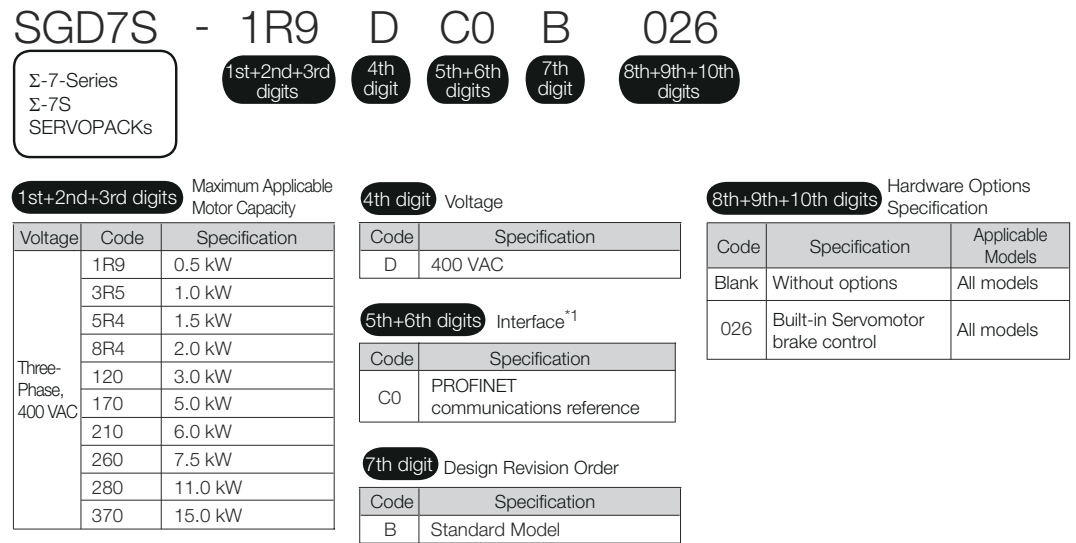 SGD7S - 1R9 D C0 B 026
Σ-7-Series
Σ-7S
SERVOPACKs
1st+2nd+3rd digits
4th digit
5th+6th digits
7th digit
8th+9th+10th digits
1st+2nd+3rd digits Maximum Applicable Motor Capacity
Voltage Code Specification
Three-Phase, 400 VAC
1R9 0.5 kW
3R5 1.0 kW
5R4 1.5 kW
8R4 2.0 kW
120 3.0 kW
170 5.0 kW
210 6.0 kW
260 7.5 kW
280 11.0 kW
370 15.0 kW
4th digit Voltage
Code Specification
D 400 VAC
5th+6th digits Interface*1
Code Specification
C0 PROFINET communications reference
7th digit Design Revision Order
Code Specification
B Standard Model
8th+9th+10th digits Hardware Options Specification
Code Specification Applicable Models
Blank Without options All models
026 Built-in Servomotor brake control All models